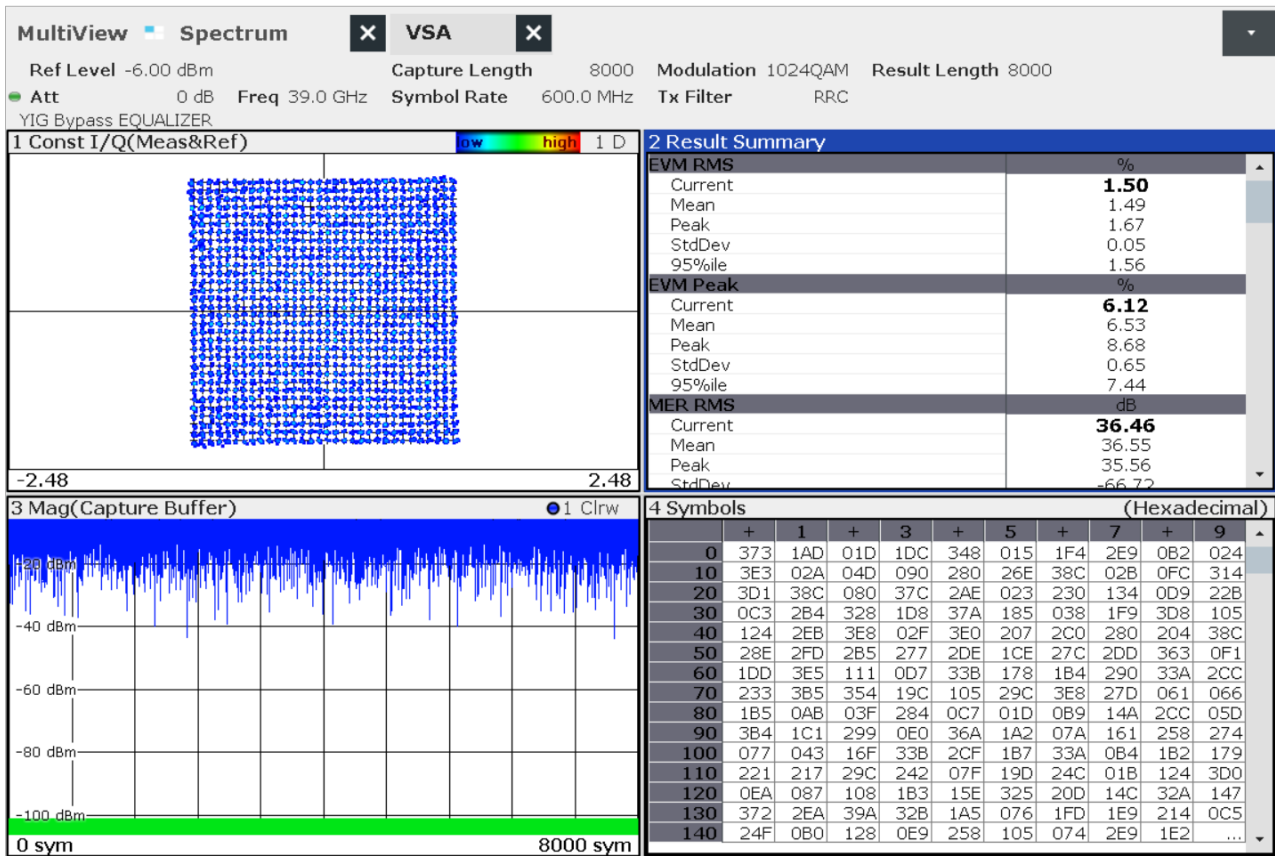 MultiView Spectrum X VSA X
Ref Level -6.00 dBm Capture Length 8000 Modulation 1024QAM Result Length 8000
Att 0 dB Freq 39.0 GHz Symbol Rate 600.0 MHz Tx Filter RRC
YIG Bypass EQUALIZER
1 Const I/Q(Meas&Ref) low high 1 D
-2.48 2.48
2 Result Summary
EVM RMS %
Current 1.50
Mean 1.49
Peak 1.67
StdDev 0.05
95%ile 1.56
EVM Peak %
Current 6.12
Mean 6.53
Peak 8.68
StdDev 0.65
95%ile 7.44
MER RMS dB
Current 36.46
Mean 36.55
Peak 35.56
StdDev -66.72
3 Mag(Capture Buffer) 1 Clrw
-20 dBm
-40 dBm
-60 dBm
-80 dBm
-100 dBm
0 sym 8000 sym
4 Symbols (Hexadecimal)
+ 1 + 3 + 5 + 7 + 9
0 373 1AD 01D 1DC 348 015 1F4 2E9 0B2 024
10 3E3 02A 04D 090 280 26E 38C 02B 0FC 314
20 3D1 38C 080 37C 2AE 023 230 134 0D9 22B
30 0C3 2B4 328 1D8 37A 185 038 1F9 3D8 105
40 124 2EB 3E8 02F 3E0 207 2C0 280 204 38C
50 28E 2FD 2B5 277 2DE 1CE 27C 2DD 363 0F1
60 1DD 3E5 111 0D7 33B 178 1B4 290 33A 2CC
70 233 3B5 354 19C 105 29C 3E8 27D 061 066
80 1B5 0AB 03F 284 0C7 01D 0B9 14A 2CC 05D
90 3B4 1C1 299 0E0 36A 1A2 07A 161 258 274
100 077 043 16F 33B 2CF 1B7 33A 0B4 1B2 179
110 221 217 29C 242 07F 19D 24C 01B 124 3D0
120 0EA 087 108 1B3 15E 325 20D 14C 32A 147
130 372 2EA 39A 32B 1A5 076 1FD 1E9 214 0C5
140 24F 0B0 128 0E9 258 105 074 2E9 1E2 ...